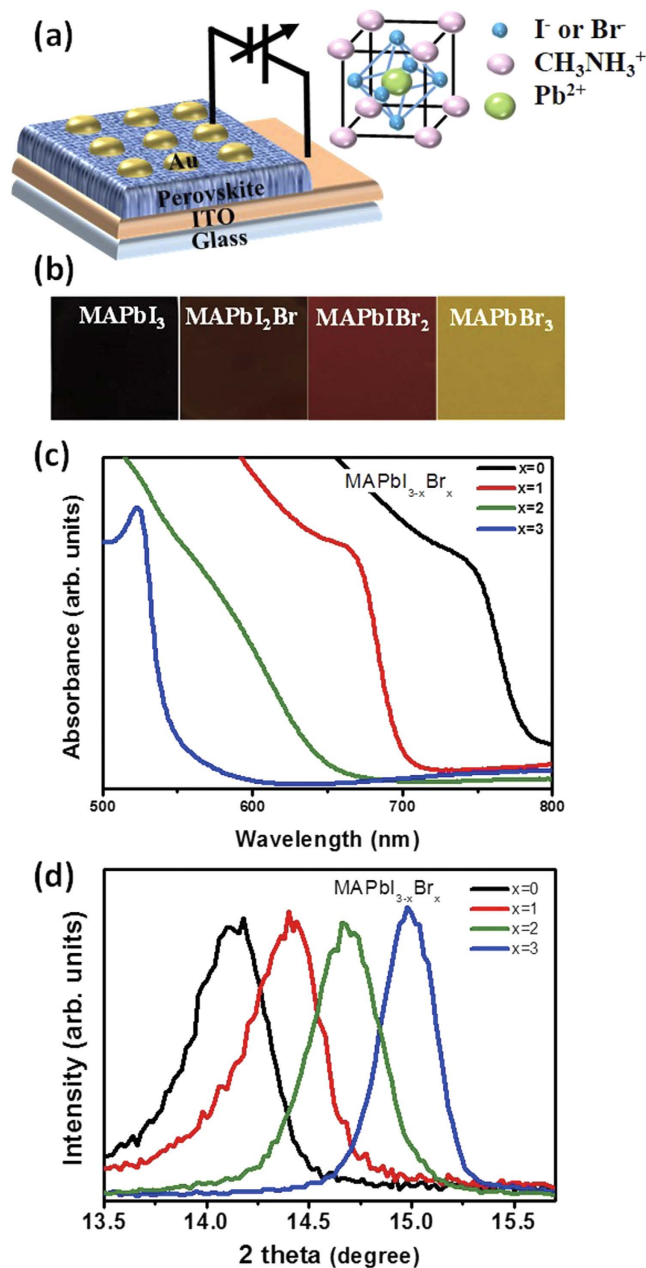 (a)
I⁻ or Br⁻
CH₃NH₃⁺
Pb²⁺
Au
Perovskite
ITO
Glass
(b)
MAPbI₃
MAPbI₂Br
MAPbIBr₂
MAPbBr₃
(c)
MAPbI₃₋ₓBrₓ
x=0
x=1
x=2
x=3
Absorbance (arb. units)
500
600
700
800
Wavelength (nm)
(d)
MAPbI₃₋ₓBrₓ
x=0
x=1
x=2
x=3
Intensity (arb. units)
13.5
14.0
14.5
15.0
15.5
2 theta (degree)